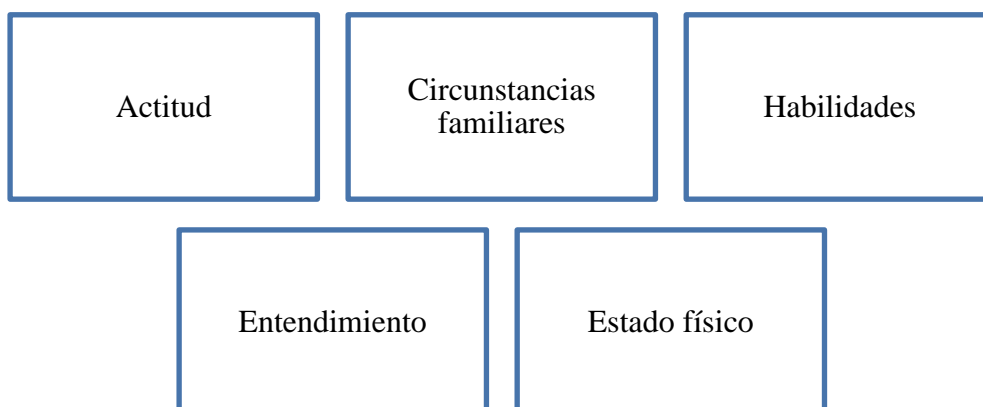 Actitud
Circunstancias
familiares
Habilidades
Entendimiento
Estado físico